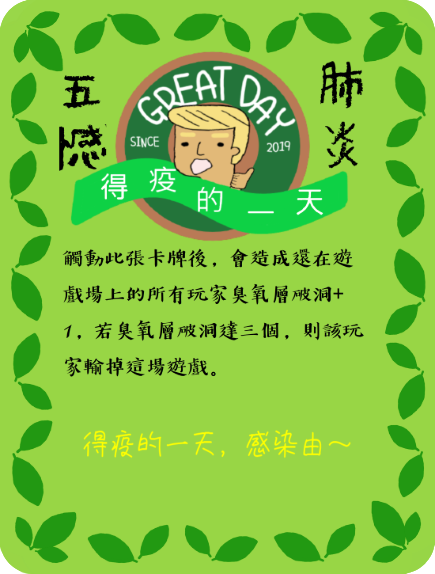 五感
肺炎
GREAT DAY
SINCE
2019
得疫的一天
觸動此張卡牌後，會造成還在遊
戲場上的所有玩家臭氧層破洞+
1，若臭氧層破洞達三個，則該玩
家輸掉這場遊戲。
得疫的一天，感染由～